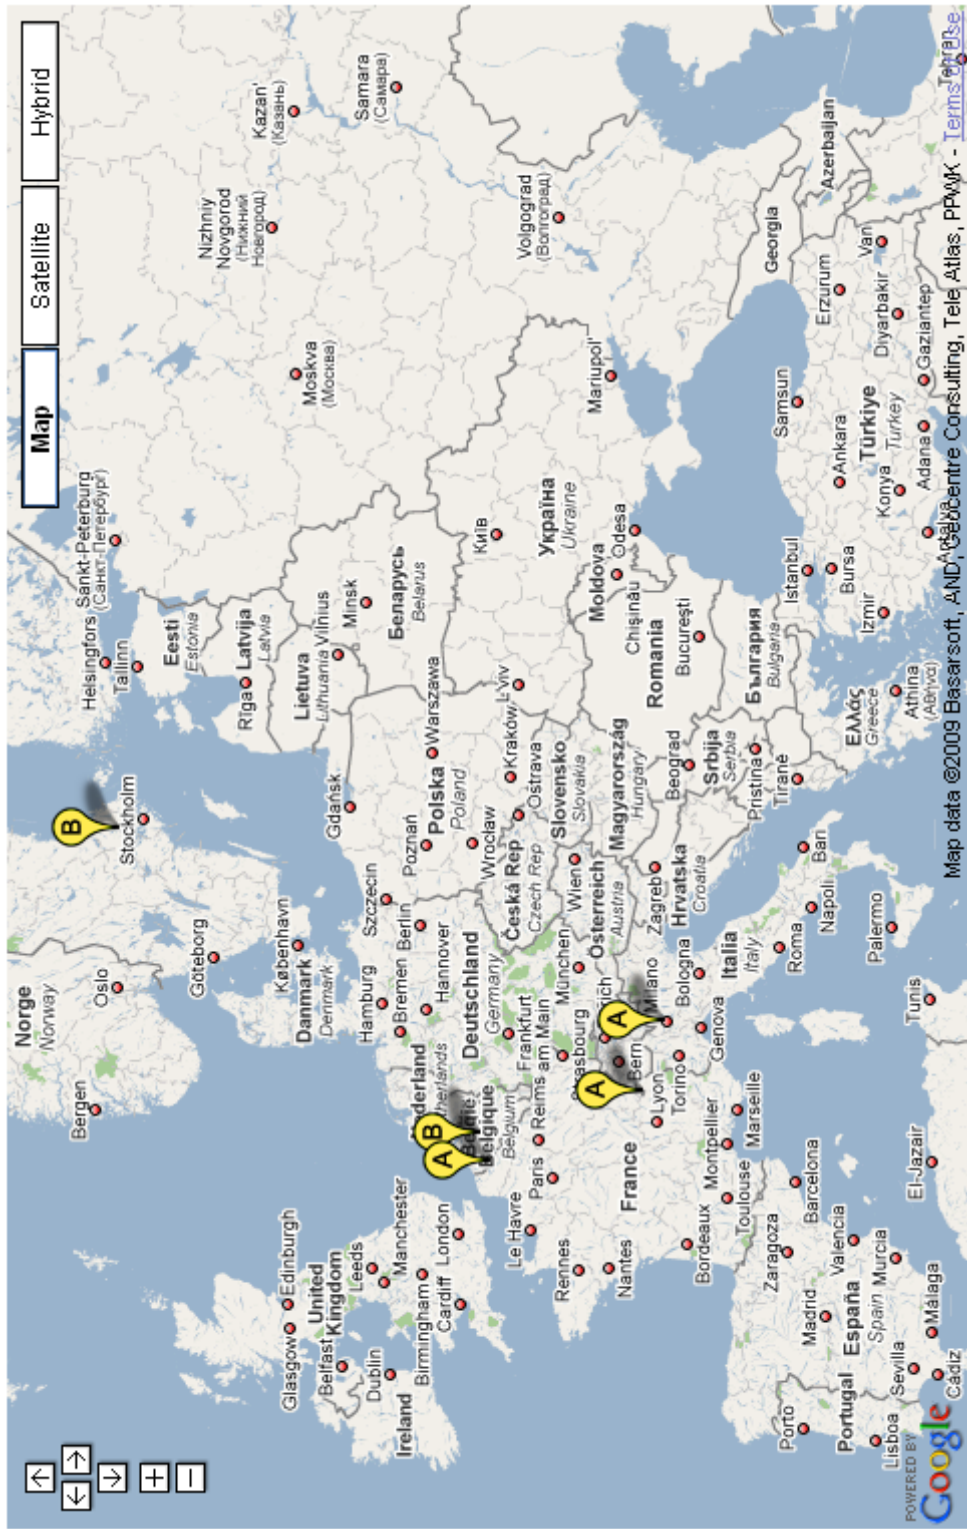 Map
Satellite
Hybrid
Norge
Norway
Bergen
Oslo
Stockholm
B
Helsingfors
Tallinn
Sankt-Peterburg
(Санкт-Петербург)
Eesti
Estonia
Göteborg
Rīga
Latvija
Latvia
Nizhniy
Novgorod
(Нижний
Новгород)
Kazan'
(Казань)
Moskva
(Москва)
Samara
(Самара)
Glasgow
Edinburgh
United
Kingdom
Belfast
Dublin
Ireland
Leeds
Manchester
Birmingham
Cardiff
London
København
Danmark
Denmark
Lietuva
Lithuania
Vilnius
Minsk
Беларусь
Belarus
Gdańsk
Szczecin
Hamburg
Bremen
Berlin
Hannover
Poznań
Polska
Poland
Warszawa
Wrocław
A
B
België
Belgique
Belgium
Deutschland
Germany
Frankfurt
am Main
Česká Rep
Czech Rep
Kraków
Ostrava
L'viv
Київ
Україна
Ukraine
Volgograd
(Волгоград)
Mariupol'
Le Havre
Paris
Reims
Rennes
Nantes
France
Strasbourg
München
Wien
Österreich
Austria
Slovensko
Slovakia
Magyarország
Hungary
Moldova
Chișinău
Odesa
A
A
Bern
Lyon
Milano
Torino
Genova
Bologna
Zagreb
Hrvatska
Croatia
Beograd
Srbija
Serbia
Romania
București
България
Bulgaria
Bordeaux
Toulouse
Montpellier
Marseille
Italia
Italy
Roma
Napoli
Bari
Pristina
Tiranë
Istanbul
Bursa
Izmir
Samsun
Ankara
Georgia
Azerbaijan
Erzurum
Van
Diyarbakir
Gaziantep
Türkiye
Turkey
Konya
Adana
Antalya
Tehran
Porto
Portugal
Lisboa
Madrid
España
Spain
Zaragoza
Barcelona
Valencia
Murcia
Sevilla
Málaga
Cádiz
El-Jazair
Tunis
Palermo
Ελλάς
Greece
Athina
(Αθήνα)
POWERED BY
Google
Map data ©2009 Basarsoft, AND, Geocentre Consulting, Tele Atlas, PPWK - Terms of Use